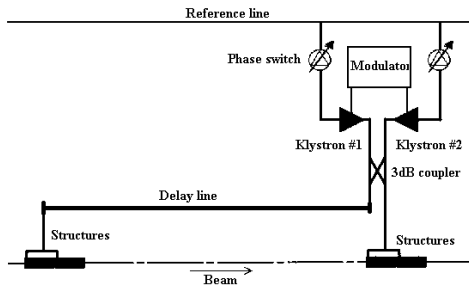 Reference line
Phase switch
Modulator
Klystron #1
Klystron #2
3dB coupler
Delay line
Structures
Structures
Beam